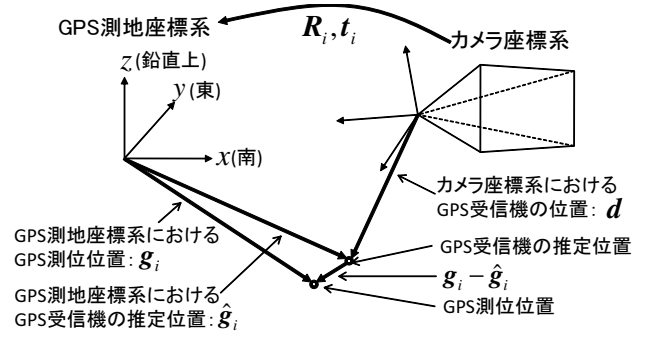 GPS測地座標系
R_i, t_i
カメラ座標系
z(鉛直上)
y(東)
x(南)
カメラ座標系における
GPS受信機の位置: d
GPS測地座標系における
GPS測位位置: g_i
GPS受信機の推定位置
g_i − ĝ_i
GPS測位位置
GPS測地座標系における
GPS受信機の推定位置: ĝ_i